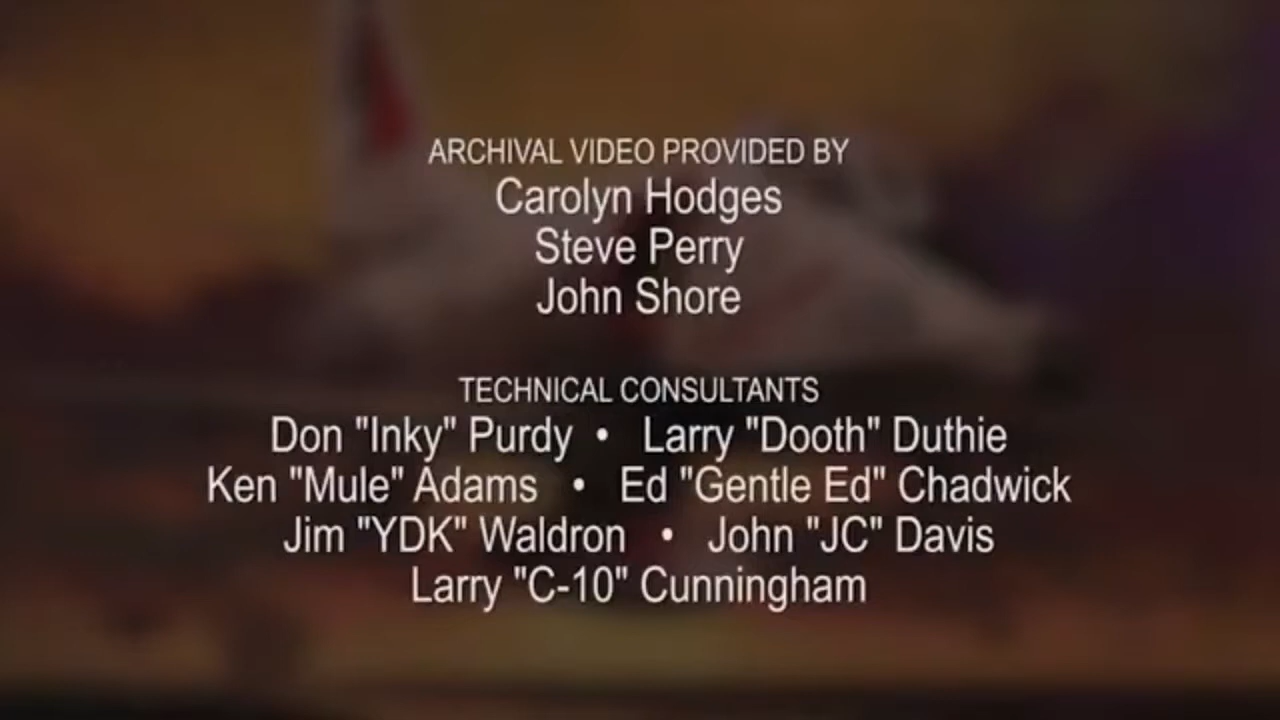 ARCHIVAL VIDEO PROVIDED BY
Carolyn Hodges
Steve Perry
John Shore
TECHNICAL CONSULTANTS
Don "Inky" Purdy • Larry "Dooth" Duthie
Ken "Mule" Adams • Ed "Gentle Ed" Chadwick
Jim "YDK" Waldron • John "JC" Davis
Larry "C-10" Cunningham